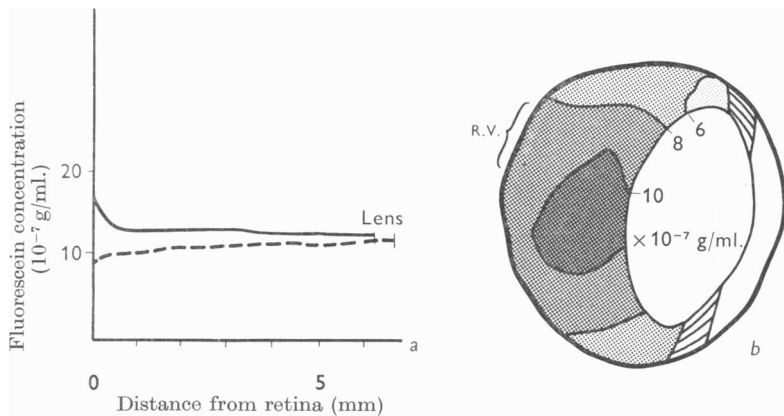 Fluorescein concentration
(10⁻⁷ g/ml.)
20
10
Lens
a
0
5
Distance from retina (mm)
R.V.
6
8
10
× 10⁻⁷ g/ml.
b